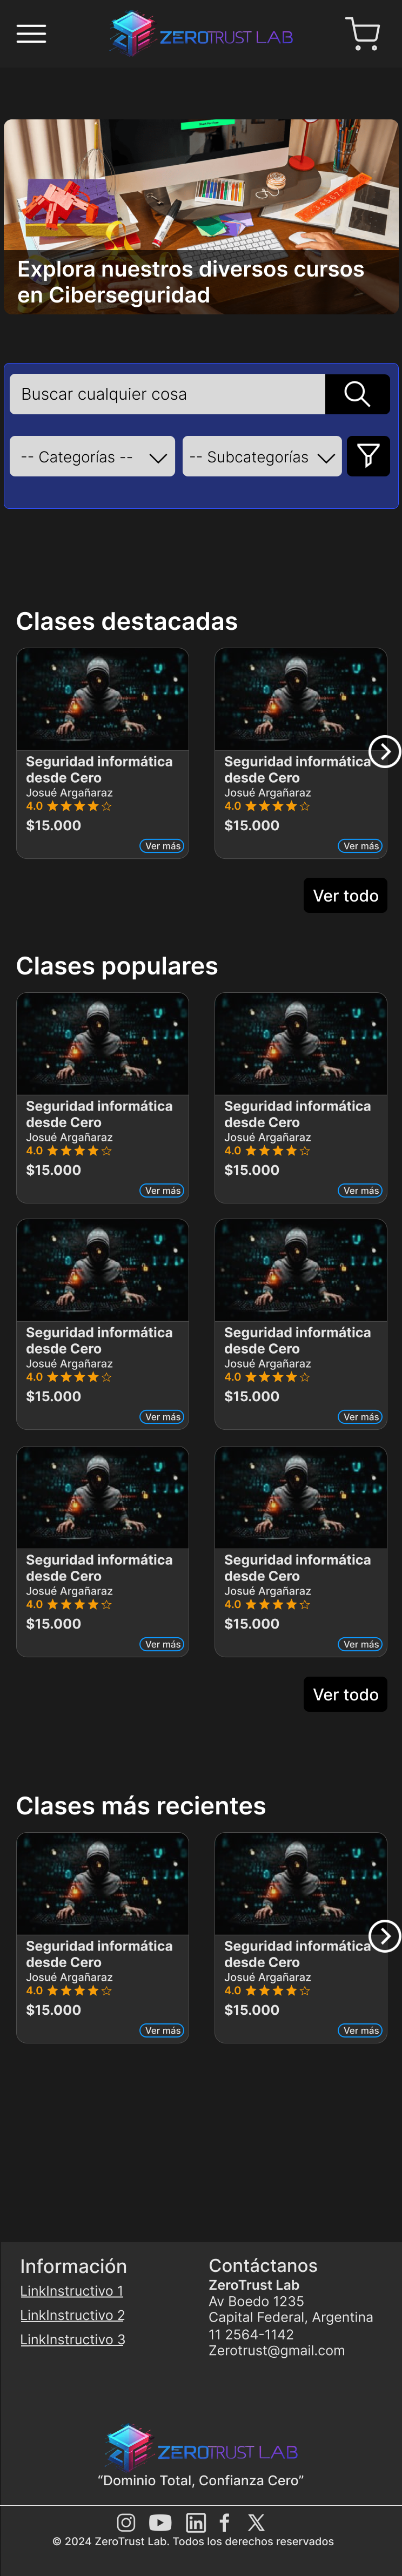 ZEROTRUST LAB
Explora nuestros diversos cursos
en Ciberseguridad
Buscar cualquier cosa
-- Categorías --
-- Subcategorías
Clases destacadas
Seguridad informática
desde Cero
Josué Argañaraz
4.0
$15.000
Ver más
Seguridad informática
desde Cero
Josué Argañaraz
4.0
$15.000
Ver más
Ver todo
Clases populares
Seguridad informática
desde Cero
Josué Argañaraz
4.0
$15.000
Ver más
Seguridad informática
desde Cero
Josué Argañaraz
4.0
$15.000
Ver más
Seguridad informática
desde Cero
Josué Argañaraz
4.0
$15.000
Ver más
Seguridad informática
desde Cero
Josué Argañaraz
4.0
$15.000
Ver más
Seguridad informática
desde Cero
Josué Argañaraz
4.0
$15.000
Ver más
Seguridad informática
desde Cero
Josué Argañaraz
4.0
$15.000
Ver más
Ver todo
Clases más recientes
Seguridad informática
desde Cero
Josué Argañaraz
4.0
$15.000
Ver más
Seguridad informática
desde Cero
Josué Argañaraz
4.0
$15.000
Ver más
Información
LinkInstructivo 1
LinkInstructivo 2
LinkInstructivo 3
Contáctanos
ZeroTrust Lab
Av Boedo 1235
Capital Federal, Argentina
11 2564-1142
Zerotrust@gmail.com
ZEROTRUST LAB
“Dominio Total, Confianza Cero”
© 2024 ZeroTrust Lab. Todos los derechos reservados